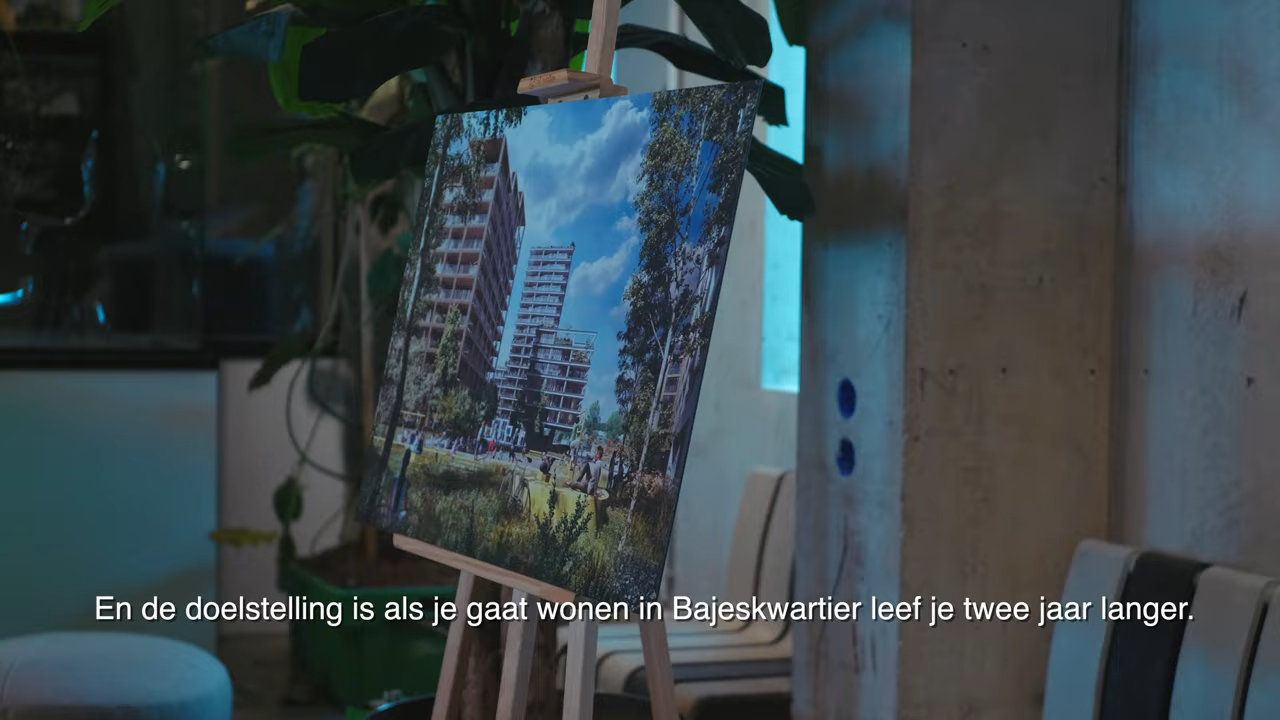 En de doelstelling is als je gaat wonen in Bajeskwartier leef je twee jaar langer.